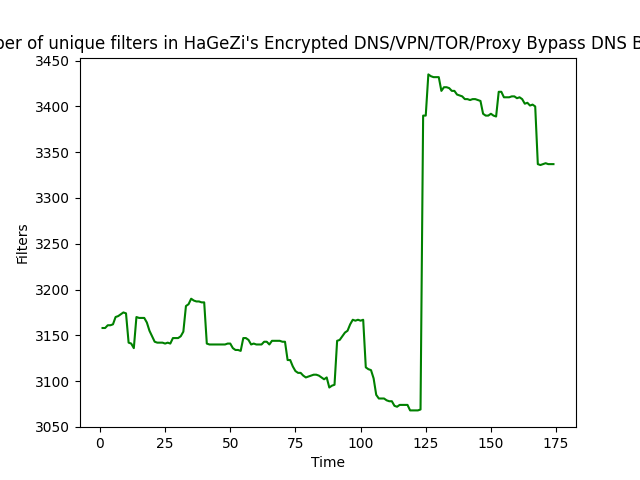 ber of unique filters in HaGeZi's Encrypted DNS/VPN/TOR/Proxy Bypass DNS B
3450
3400
3350
3300
3250
3200
3150
3100
3050
Filters
0 25 50 75 100 125 150 175
Time